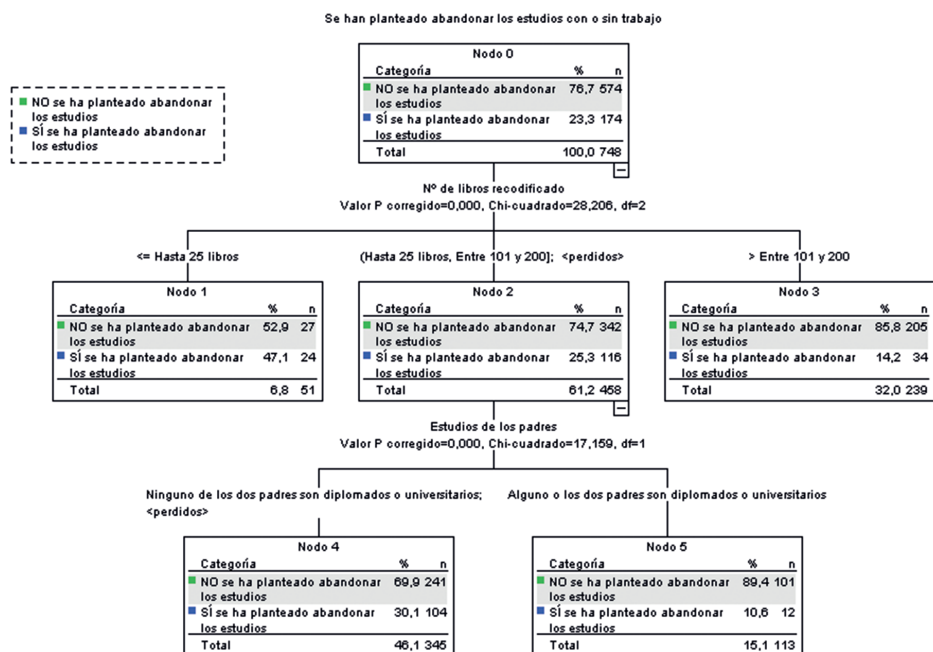 Se han planteado abandonar los estudios con o sin trabajo
NO se ha planteado abandonar
los estudios
SÍ se ha planteado abandonar
los estudios
Nodo 0
Categoría % n
NO se ha planteado abandonar 76,7 574
los estudios
SÍ se ha planteado abandonar 23,3 174
los estudios
Total 100,0 748
Nº de libros recodificado
Valor P corregido=0,000, Chi-cuadrado=28,206, df=2
<= Hasta 25 libros
(Hasta 25 libros, Entre 101 y 200]; <perdidos>
> Entre 101 y 200
Nodo 1
Categoría % n
NO se ha planteado abandonar 52,9 27
los estudios
SÍ se ha planteado abandonar 47,1 24
los estudios
Total 6,8 51
Nodo 2
Categoría % n
NO se ha planteado abandonar 74,7 342
los estudios
SÍ se ha planteado abandonar 25,3 116
los estudios
Total 61,2 458
Nodo 3
Categoría % n
NO se ha planteado abandonar 85,8 205
los estudios
SÍ se ha planteado abandonar 14,2 34
los estudios
Total 32,0 239
Estudios de los padres
Valor P corregido=0,000, Chi-cuadrado=17,159, df=1
Ninguno de los dos padres son diplomados o universitarios;
<perdidos>
Alguno o los dos padres son diplomados o universitarios
Nodo 4
Categoría % n
NO se ha planteado abandonar 69,9 241
los estudios
SÍ se ha planteado abandonar 30,1 104
los estudios
Total 46,1 345
Nodo 5
Categoría % n
NO se ha planteado abandonar 89,4 101
los estudios
SÍ se ha planteado abandonar 10,6 12
los estudios
Total 15,1 113